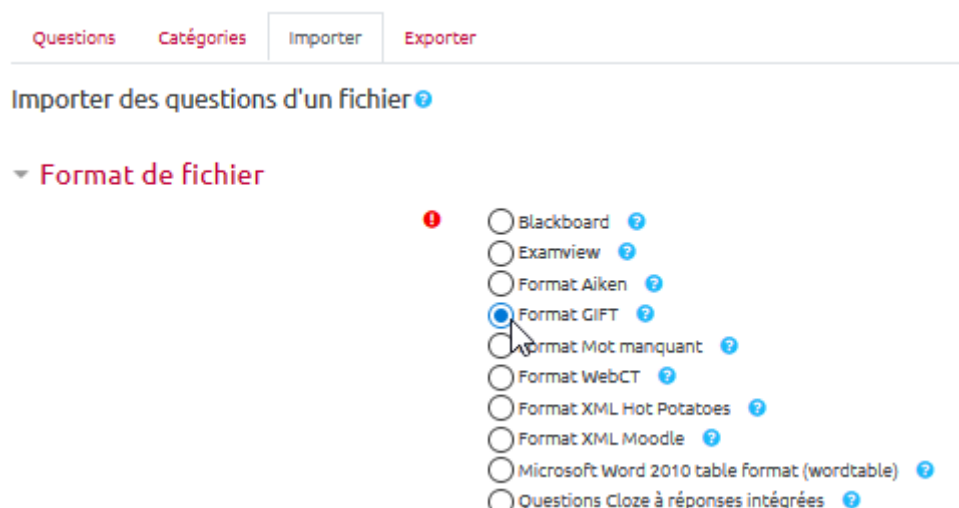 Questions Catégories Importer Exporter
Importer des questions d'un fichier
Format de fichier
Blackboard
Examview
Format Aiken
Format GIFT
Format Mot manquant
Format WebCT
Format XML Hot Potatoes
Format XML Moodle
Microsoft Word 2010 table format (wordtable)
Questions Cloze à réponses intégrées